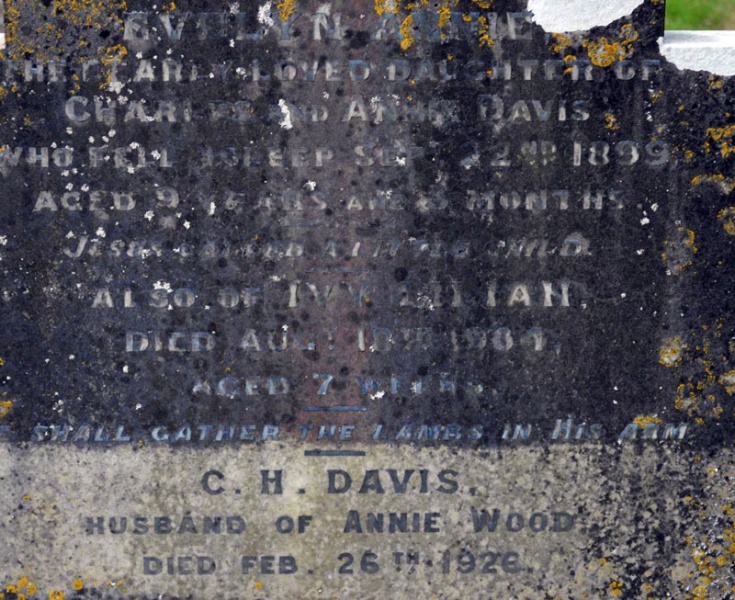 EVELYN ANNIE
THE DEARLY LOVED DAUGHTER OF
CHARLES AND ANNIE DAVIS
WHO FELL ASLEEP SEP 22ND 1899
AGED 9 YEARS AND MONTHS
JESUS CALLED A LITTLE CHILD.
ALSO OF IVY LILIAN,
DIED AUG. 18TH 1904,
AGED 7 WEEKS.
SHALL GATHER THE LAMBS IN HIS ARM
C. H. DAVIS,
HUSBAND OF ANNIE WOOD
DIED FEB. 26TH 1926.